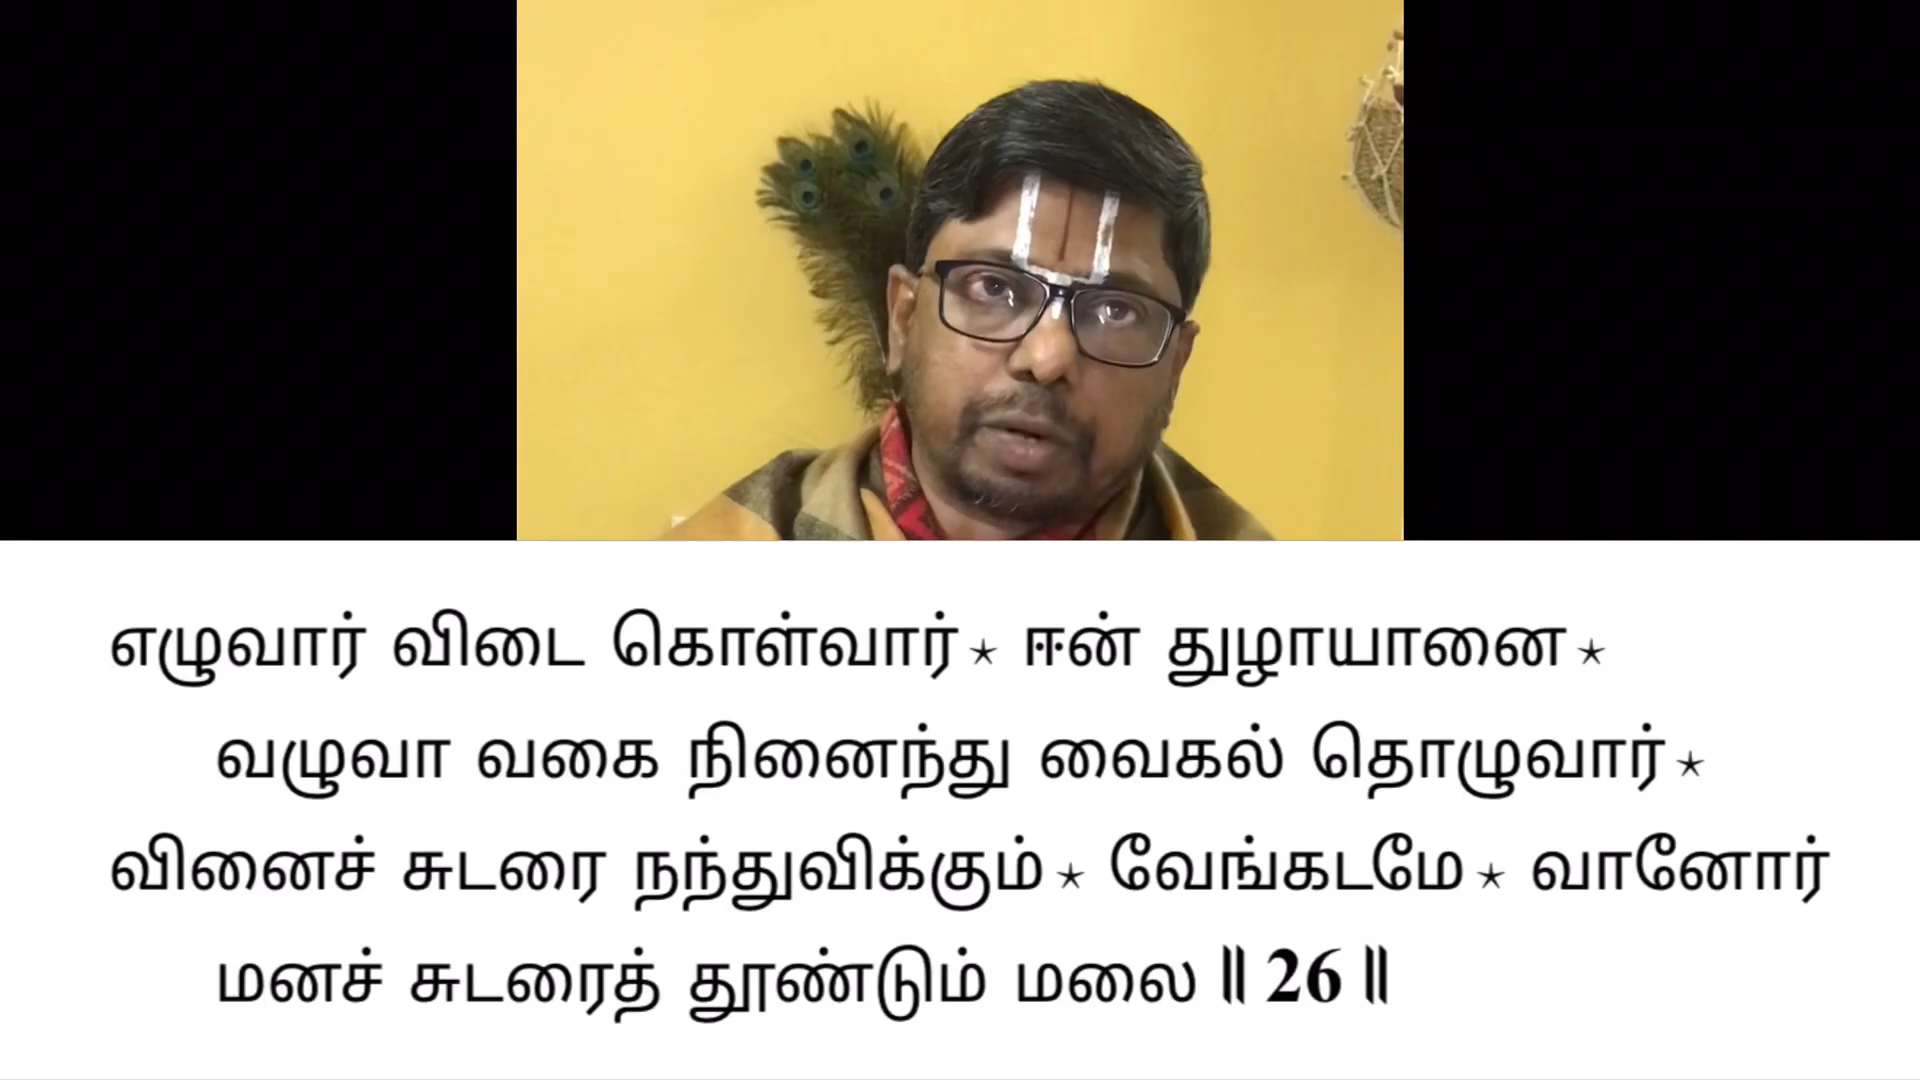 எழுவார் விடை கொள்வார்⋆ ஈன் துழாயானை⋆
வழுவா வகை நினைந்து வைகல் தொழுவார்⋆
வினைச் சுடரை நந்துவிக்கும்⋆ வேங்கடமே⋆ வானோர்
மனச் சுடரைத் தூண்டும் மலை ॥ 26 ॥